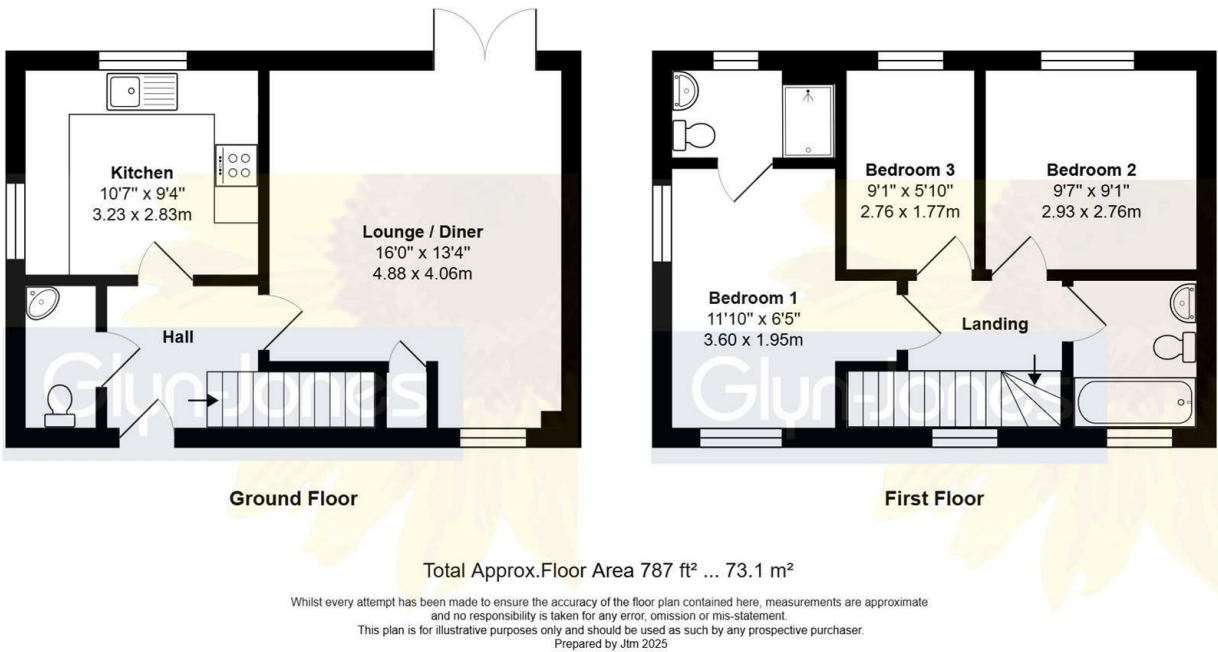 Kitchen
10'7" x 9'4"
3.23 x 2.83m
Lounge / Diner
16'0" x 13'4"
4.88 x 4.06m
Hall
Glyn-Jones
Ground Floor
Bedroom 3
9'1" x 5'10"
2.76 x 1.77m
Bedroom 2
9'7" x 9'1"
2.93 x 2.76m
Bedroom 1
11'10" x 6'5"
3.60 x 1.95m
Landing
Glyn-Jones
First Floor
Total Approx.Floor Area 787 ft² ... 73.1 m²
Whilst every attempt has been made to ensure the accuracy of the floor plan contained here, measurements are approximate
and no responsibility is taken for any error, omission or mis-statement.
This plan is for illustrative purposes only and should be used as such by any prospective purchaser.
Prepared by Jtm 2025